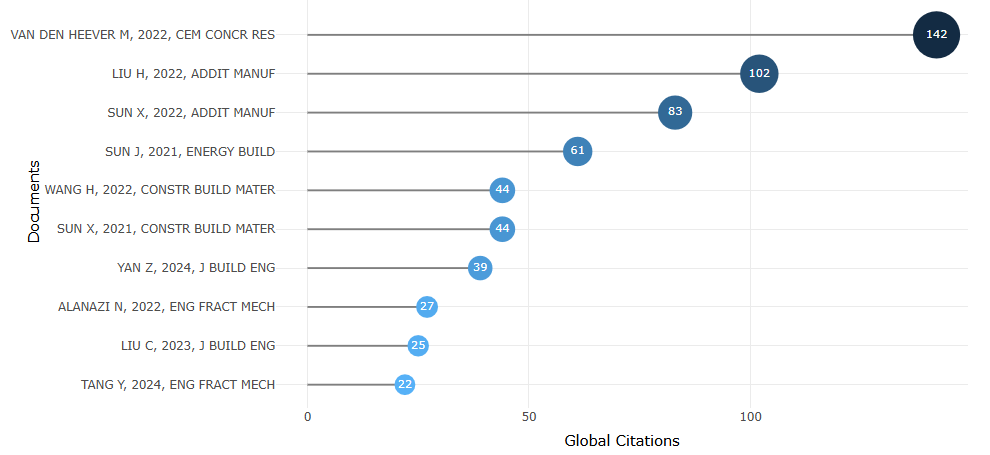 VAN DEN HEEVER M, 2022, CEM CONCR RES
142
LIU H, 2022, ADDIT MANUF
102
SUN X, 2022, ADDIT MANUF
83
SUN J, 2021, ENERGY BUILD
61
WANG H, 2022, CONSTR BUILD MATER
44
SUN X, 2021, CONSTR BUILD MATER
44
YAN Z, 2024, J BUILD ENG
39
ALANAZI N, 2022, ENG FRACT MECH
27
LIU C, 2023, J BUILD ENG
25
TANG Y, 2024, ENG FRACT MECH
22
Documents
0
50
100
Global Citations